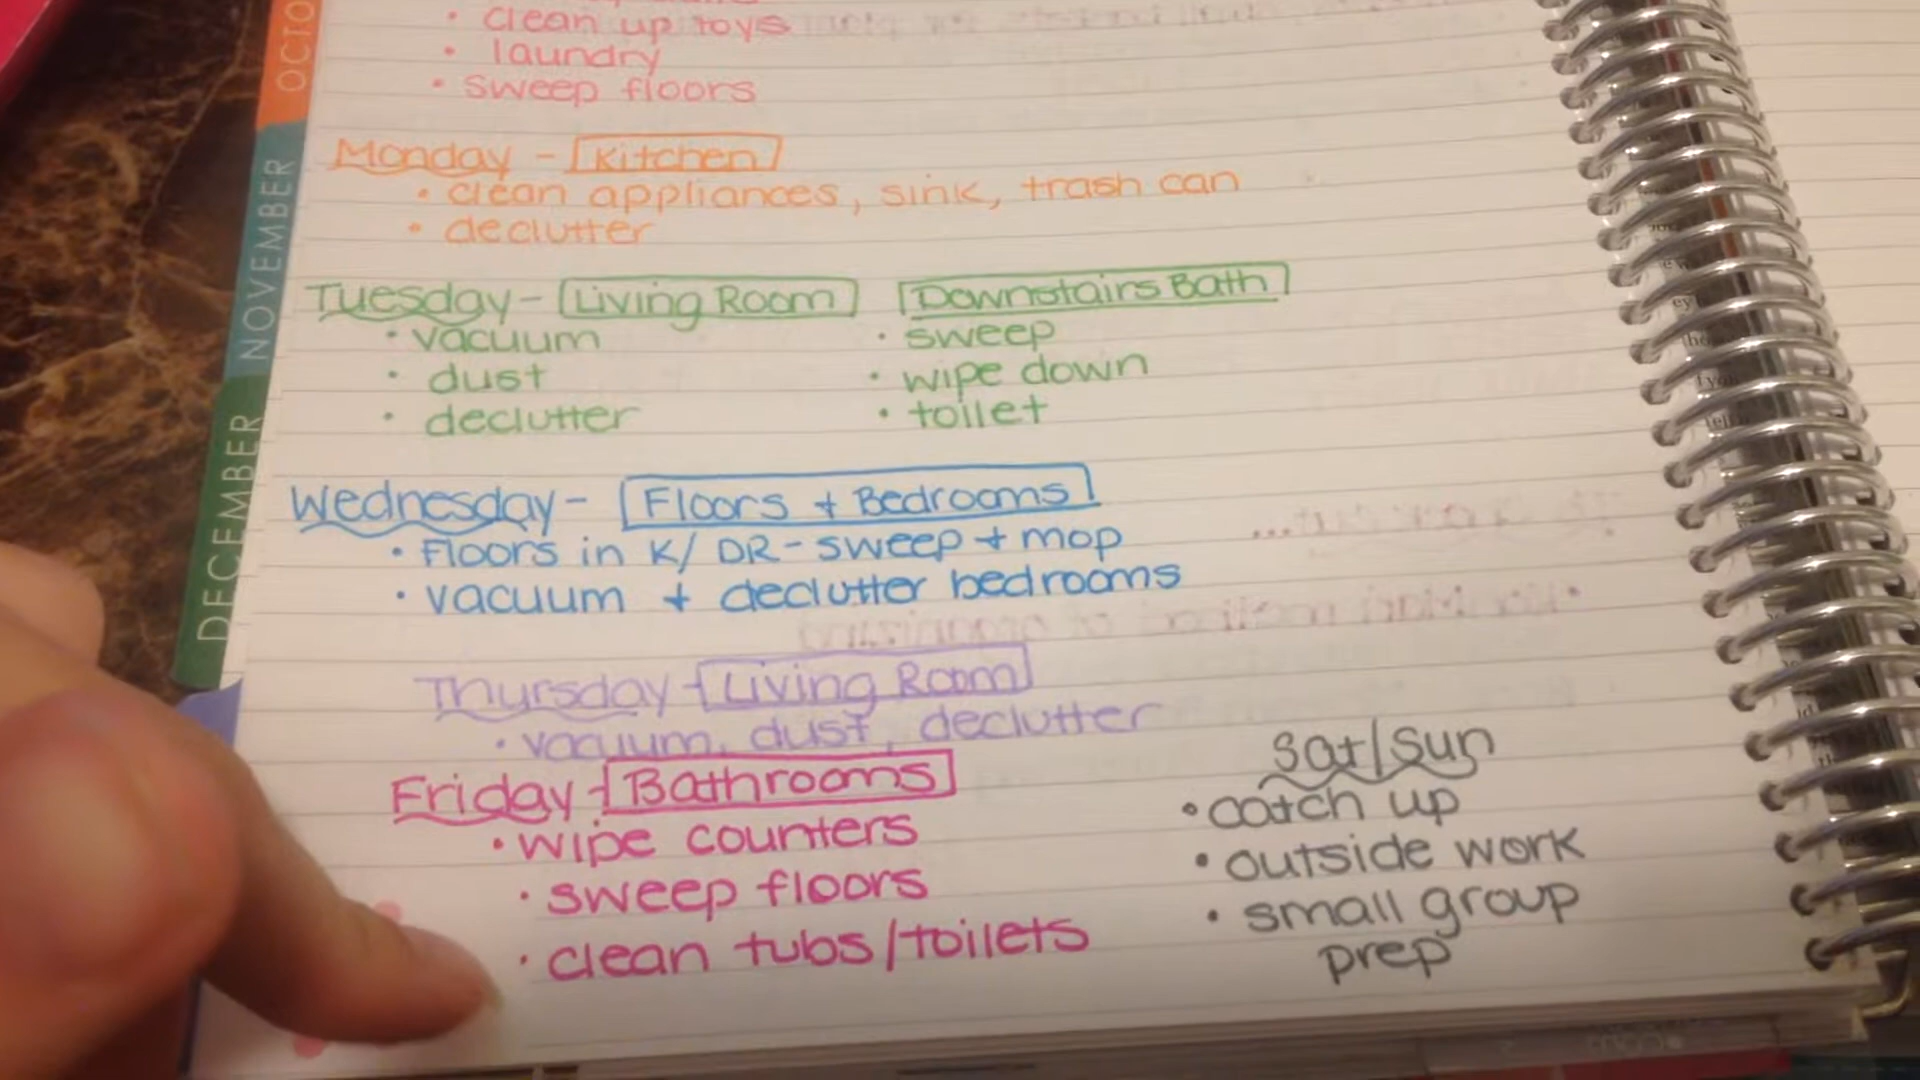 • clean up toys
• laundry
• sweep floors
Monday - Kitchen
• clean appliances, sink, trash can
• declutter
Tuesday - Living Room
• vacuum
• dust
• declutter
Downstairs Bath
• sweep
• wipe down
• toilet
Wednesday - Floors + Bedrooms
• Floors in K/ DR - sweep + mop
• vacuum + declutter bedrooms
Thursday - Living Room
• vacuum, dust, declutter
Friday - Bathrooms
• wipe counters
• sweep floors
• clean tubs/toilets
Sat/Sun
• catch up
• outside work
• small group
prep
OCTO
NOVEMBER
DECEMBER